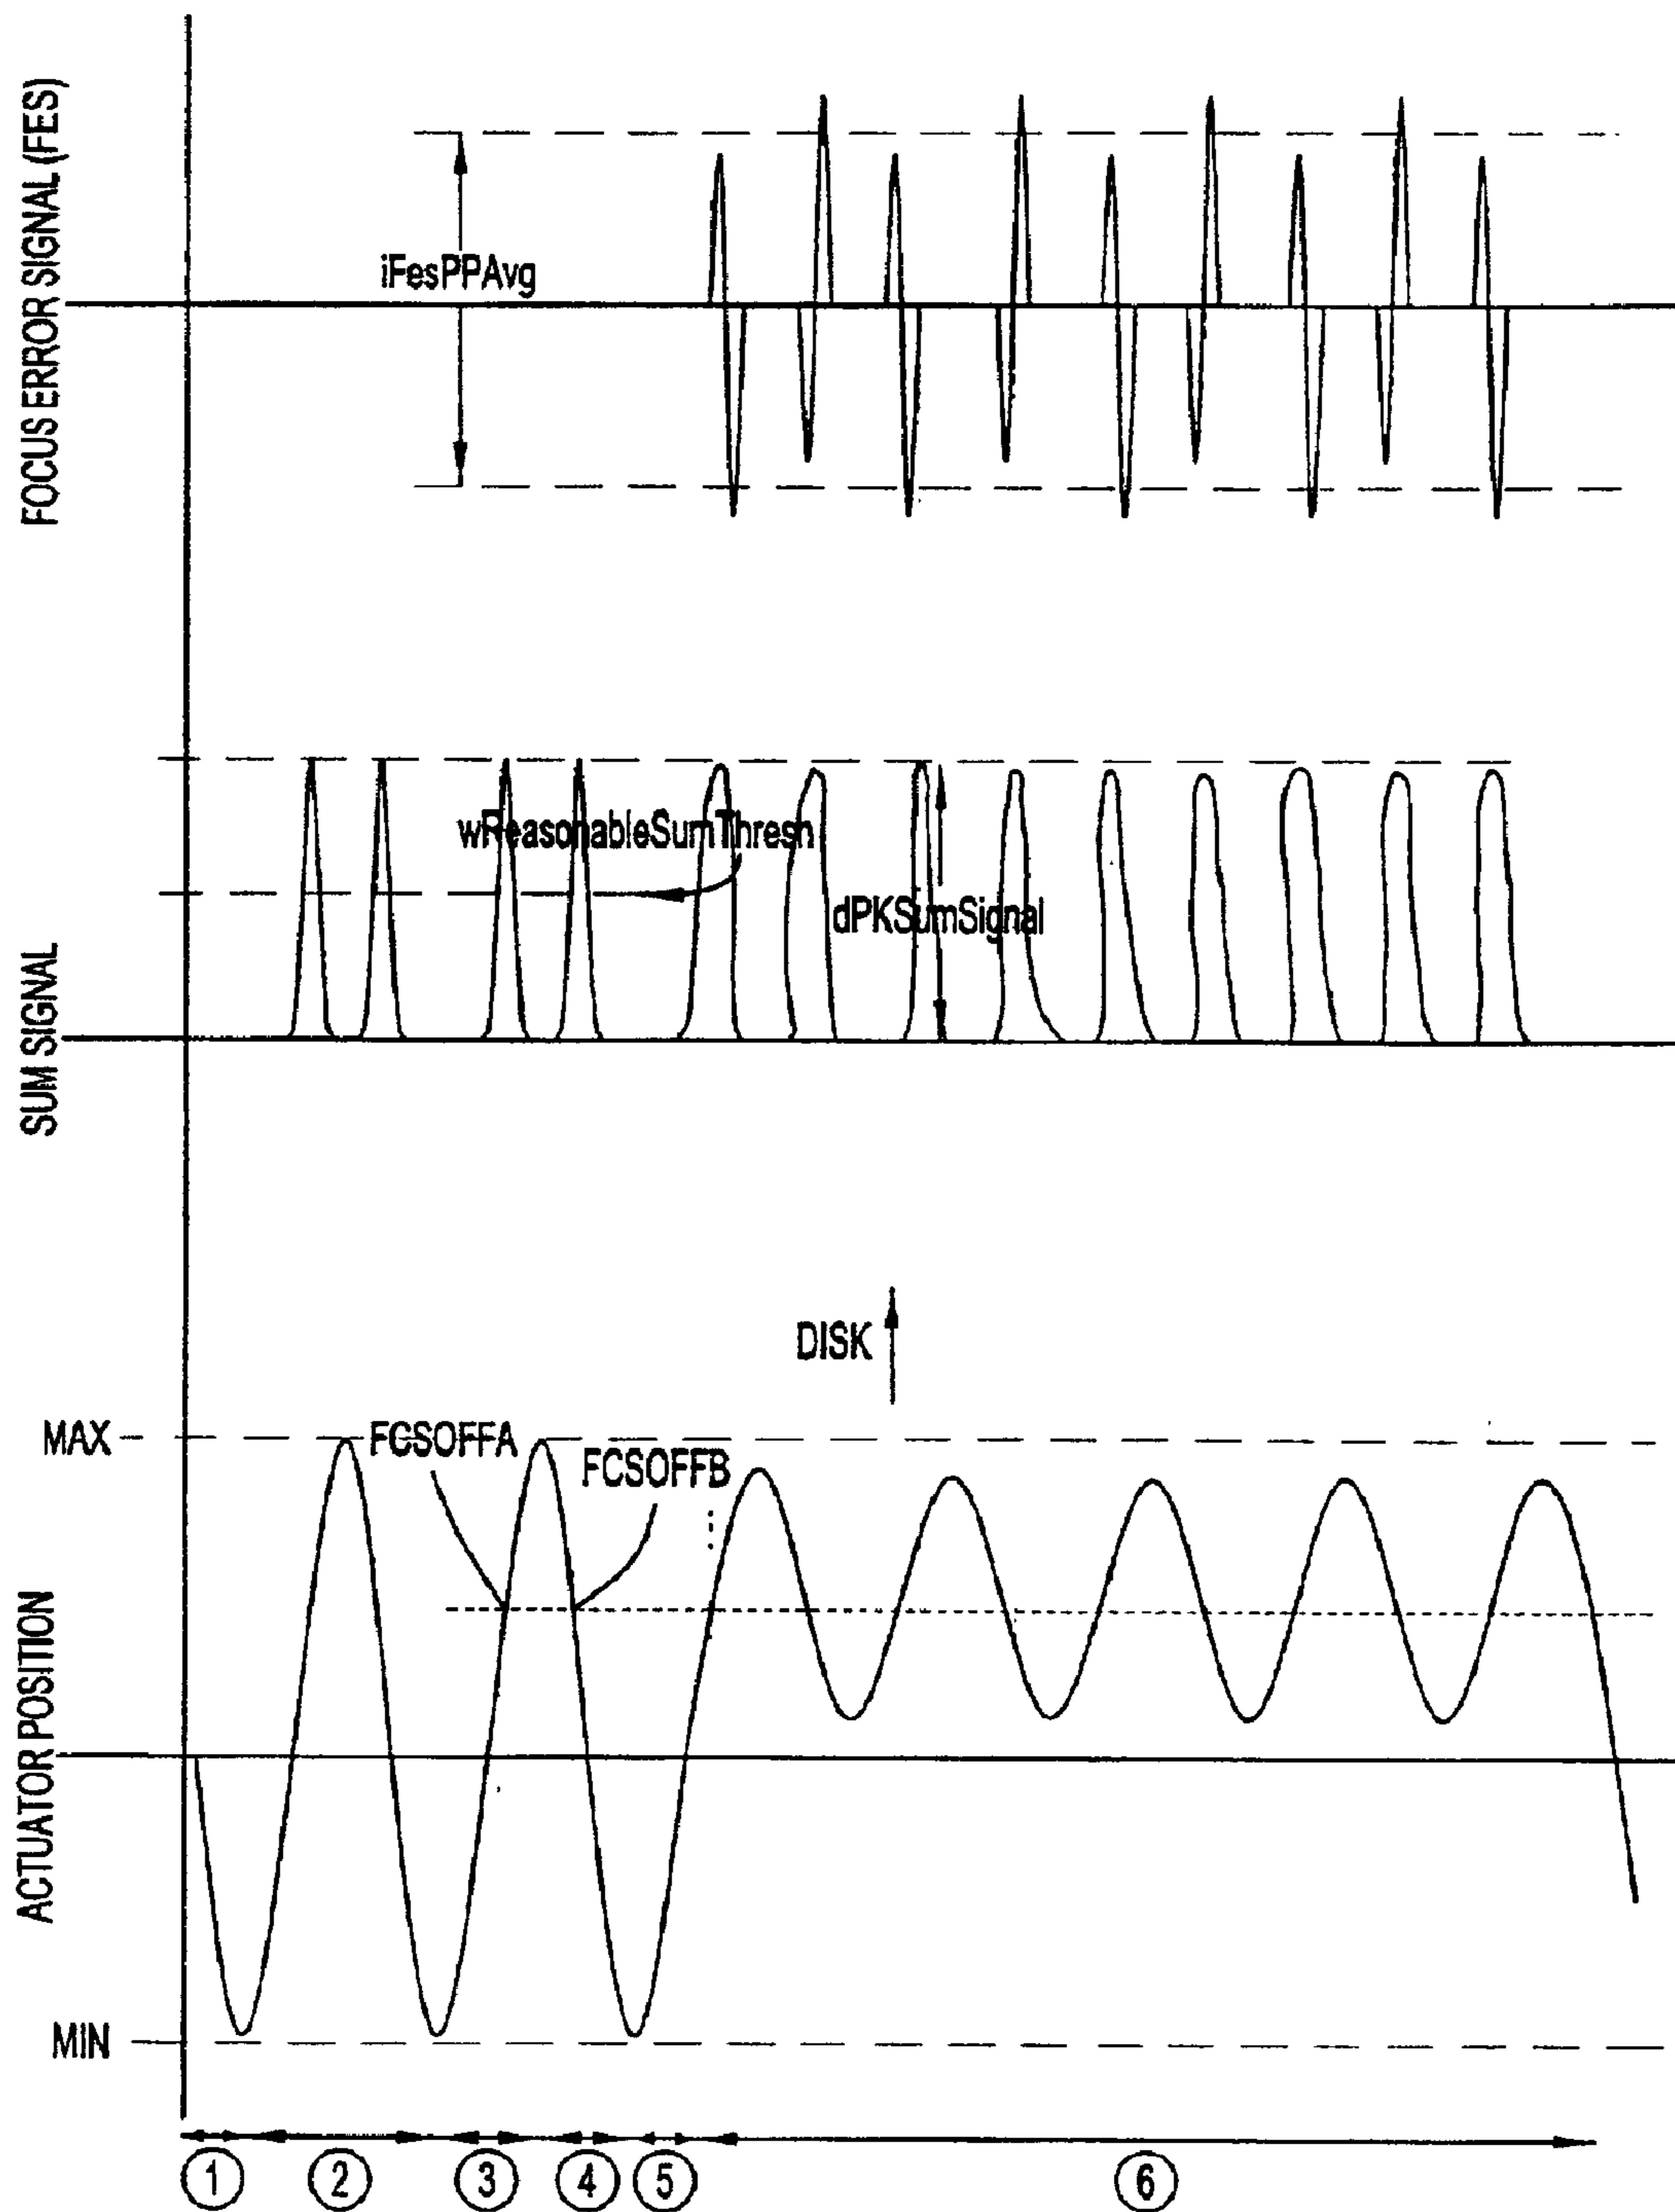 FOCUS ERROR SIGNAL (FES)
iFesPPAvg
wReasonableSumThresh
dPKSumSignal
SUM SIGNAL
DISK
MAX
FCSOFFA
FCSOFFB
ACTUATOR POSITION
MIN
1 2 3 4 5 6